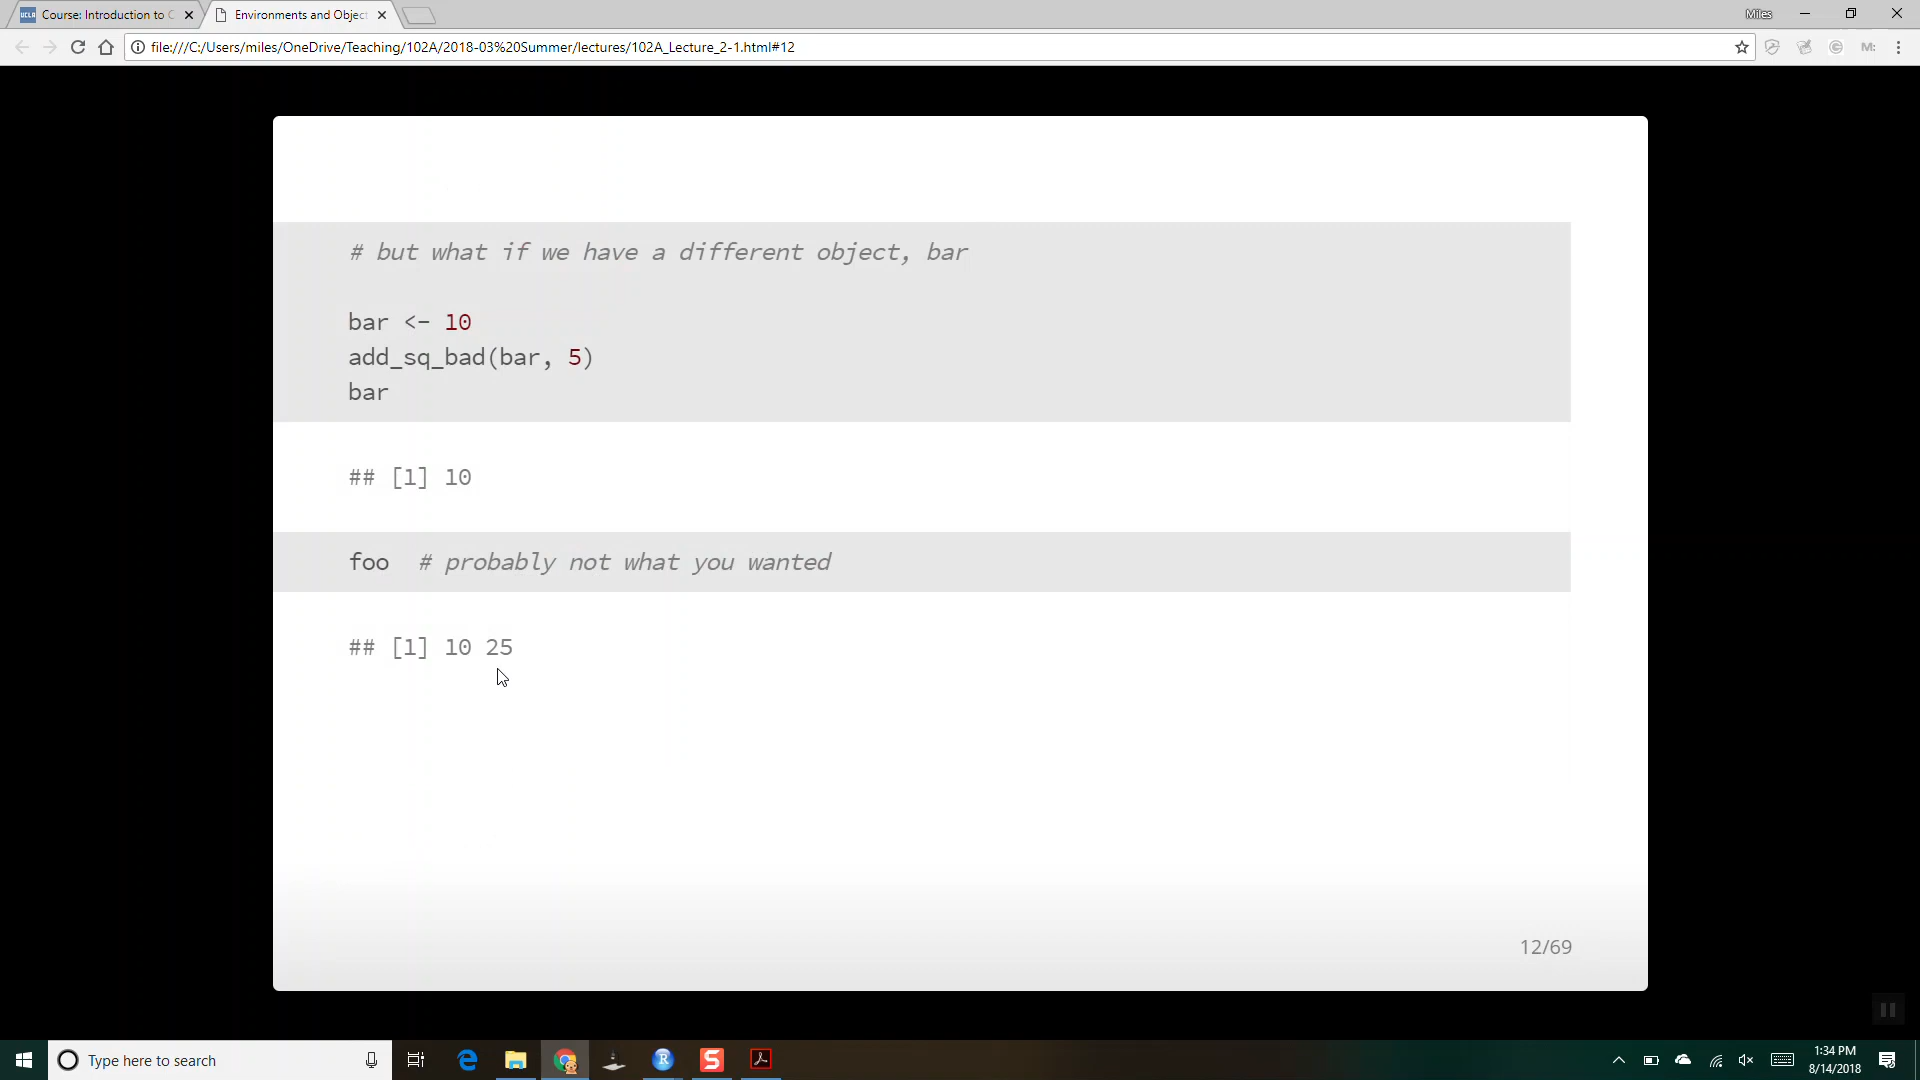 Course: Introduction to C
Environments and Objec
Miles
file:///C:/Users/miles/OneDrive/Teaching/102A/2018-03%20Summer/lectures/102A_Lecture_2-1.html#12
M:
# but what if we have a different object, bar
bar <- 10
add_sq_bad(bar, 5)
bar
## [1] 10
foo # probably not what you wanted
## [1] 10 25
12/69
Type here to search
1:34 PM
8/14/2018